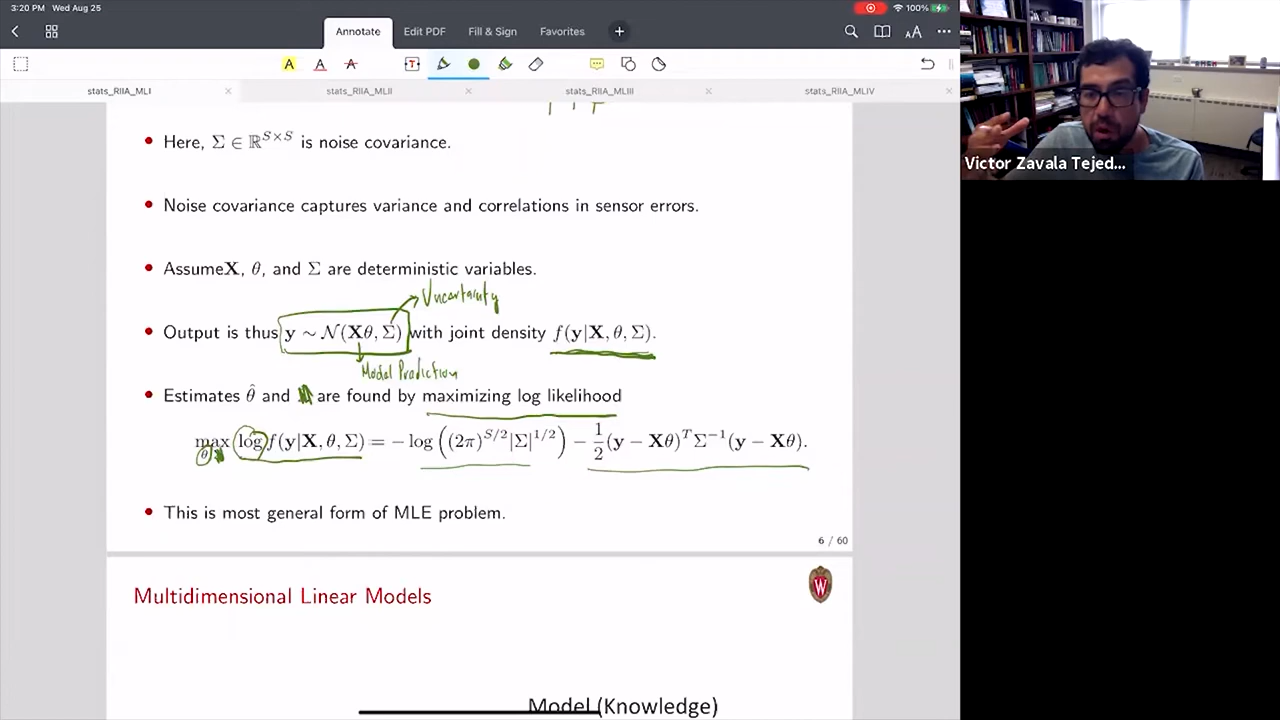 3:20 PM Wed Aug 25
100%
Annotate Edit PDF Fill & Sign Favorites
stats_RIIA_MLI stats_RIIA_MLII stats_RIIA_MLIII stats_RIIA_MLIV
Victor Zavala Tejed...
Here, Σ ∈ ℝ^{S×S} is noise covariance.
Noise covariance captures variance and correlations in sensor errors.
AssumeX, θ, and Σ are deterministic variables.
Uncertainty
Output is thus y ∼ N(Xθ, Σ) with joint density f(y|X, θ, Σ).
Model Prediction
Estimates θ̂ and are found by maximizing log likelihood
max_θ log f(y|X, θ, Σ) = − log ((2π)^{S/2}|Σ|^{1/2}) − 1/2 (y − Xθ)^T Σ^{−1}(y − Xθ).
This is most general form of MLE problem.
6 / 60
Multidimensional Linear Models
W
Model (Knowledge)